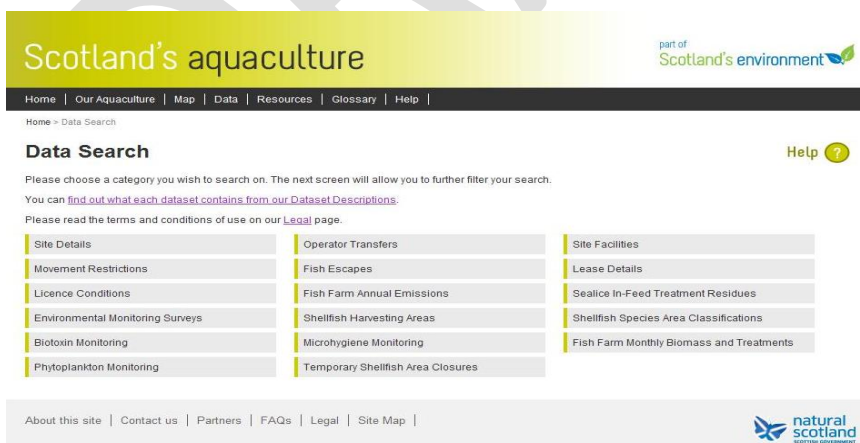 Scotland's aquaculture
part of
Scotland's environment
Home | Our Aquaculture | Map | Data | Resources | Glossary | Help |
Home > Data Search
Data Search
Help ?
Please choose a category you wish to search on. The next screen will allow you to further filter your search.
You can find out what each dataset contains from our Dataset Descriptions.
Please read the terms and conditions of use on our Legal page.
Site Details
Operator Transfers
Site Facilities
Movement Restrictions
Fish Escapes
Lease Details
Licence Conditions
Fish Farm Annual Emissions
Sealice In-Feed Treatment Residues
Environmental Monitoring Surveys
Shellfish Harvesting Areas
Shellfish Species Area Classifications
Biotoxin Monitoring
Microhygiene Monitoring
Fish Farm Monthly Biomass and Treatments
Phytoplankton Monitoring
Temporary Shellfish Area Closures
About this site | Contact us | Partners | FAQs | Legal | Site Map |
natural
scotland
SCOTTISH GOVERNMENT